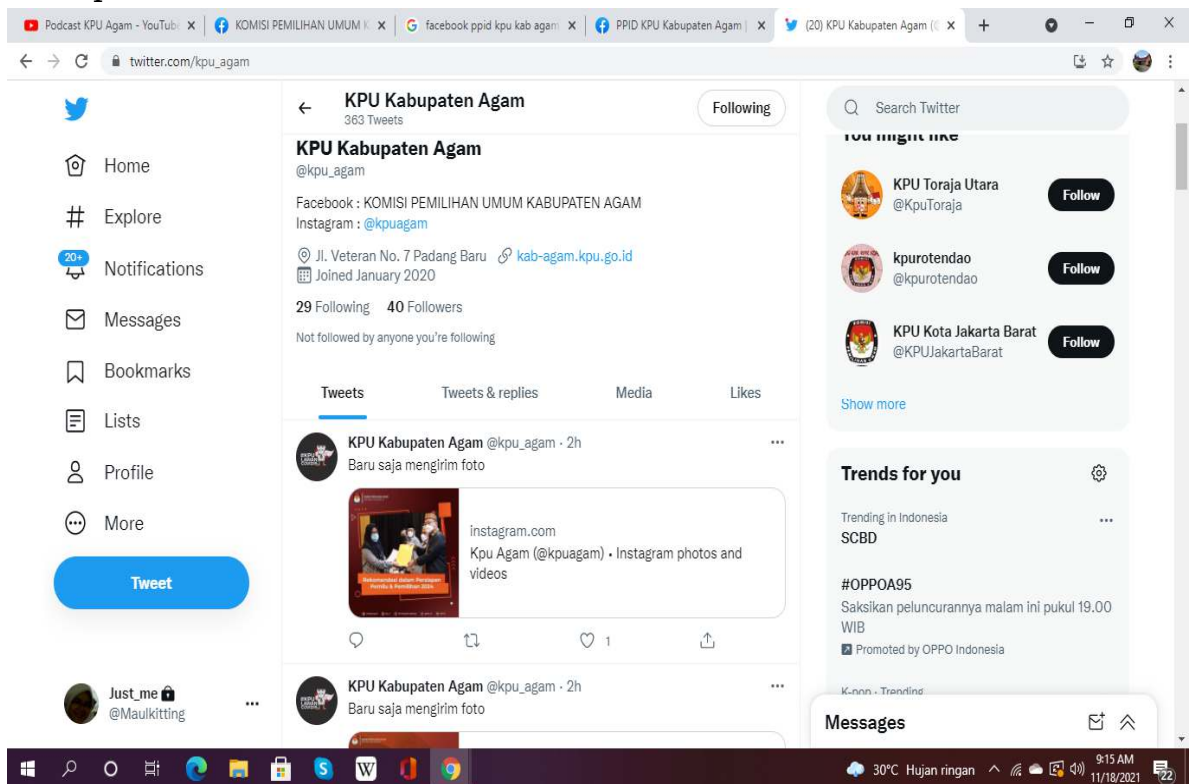 Podcast KPU Agam - YouTub
KOMISI PEMILIHAN UMUM K
facebook ppid kpu kab agam
PPID KPU Kabupaten Agam |
(20) KPU Kabupaten Agam (@
twitter.com/kpu_agam
Home
Explore
20+
Notifications
Messages
Bookmarks
Lists
Profile
More
Tweet
Just_me
@Maulkitting
KPU Kabupaten Agam
363 Tweets
Following
KPU Kabupaten Agam
@kpu_agam
Facebook : KOMISI PEMILIHAN UMUM KABUPATEN AGAM
Instagram : @kpuagam
Jl. Veteran No. 7 Padang Baru kab-agam.kpu.go.id
Joined January 2020
29 Following 40 Followers
Not followed by anyone you're following
Tweets Tweets & replies Media Likes
KPU Kabupaten Agam @kpu_agam · 2h
Baru saja mengirim foto
Rekomendasi dalam Persiapan
Pemilu & Pemilihan 2024
instagram.com
Kpu Agam (@kpuagam) • Instagram photos and
videos
1
KPU Kabupaten Agam @kpu_agam · 2h
Baru saja mengirim foto
Search Twitter
You might like
KPU Toraja Utara
@KpuToraja
Follow
kpurotendao
@kpurotendao
Follow
KPU Kota Jakarta Barat
@KPUJakartaBarat
Follow
Show more
Trends for you
Trending in Indonesia
SCBD
#OPPOA95
Saksikan peluncurannya malam ini pukul 19.00
WIB
Promoted by OPPO Indonesia
K-pop · Trending
Messages
30°C Hujan ringan
9:15 AM
11/18/2021
22